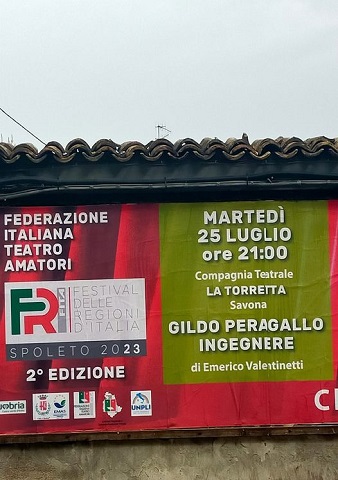 FEDERAZIONE
ITALIANA
TEATRO
AMATORI
FR
FITA
FESTIVAL
DELLE
REGIONI
D'ITALIA
SPOLETO 2023
2° EDIZIONE
UNPLI
MARTEDÌ
25 LUGLIO
ore 21:00
Compagnia Teatrale
LA TORRETTA
Savona
GILDO PERAGALLO
INGEGNERE
di Emerico Valentinetti